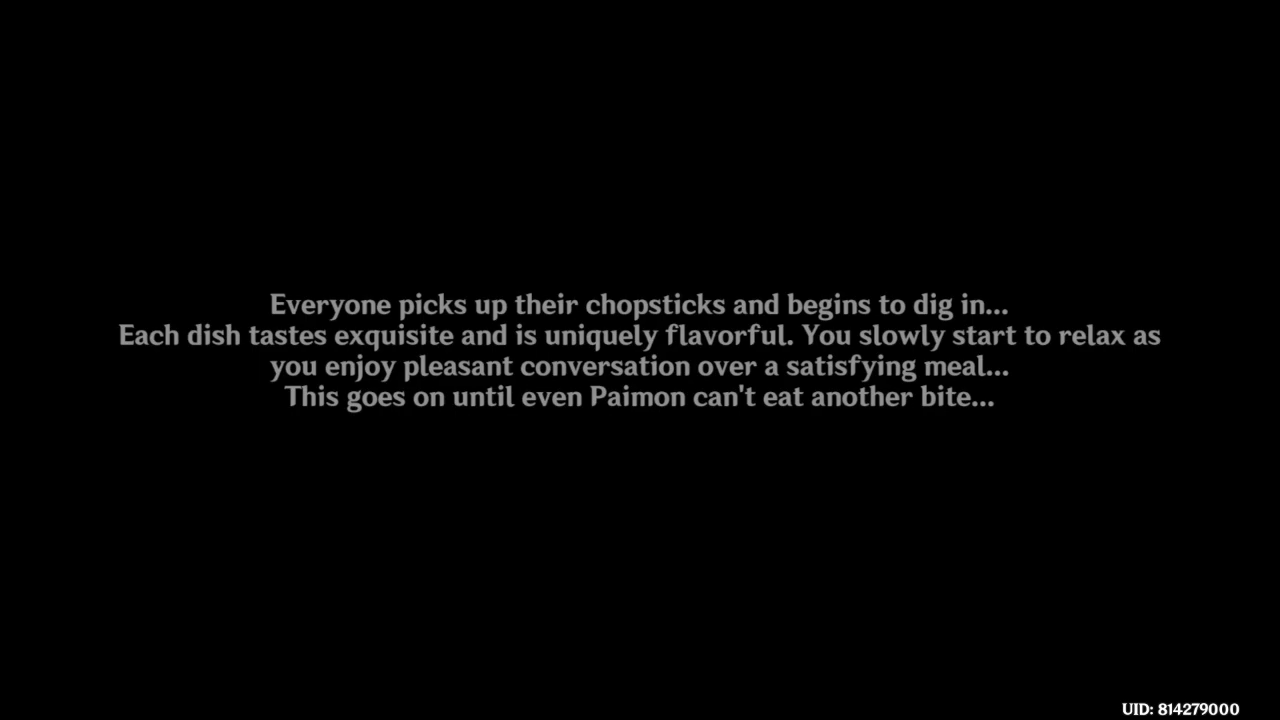 Everyone picks up their chopsticks and begins to dig in...
Each dish tastes exquisite and is uniquely flavorful. You slowly start to relax as
you enjoy pleasant conversation over a satisfying meal...
This goes on until even Paimon can't eat another bite...
UID: 814279000